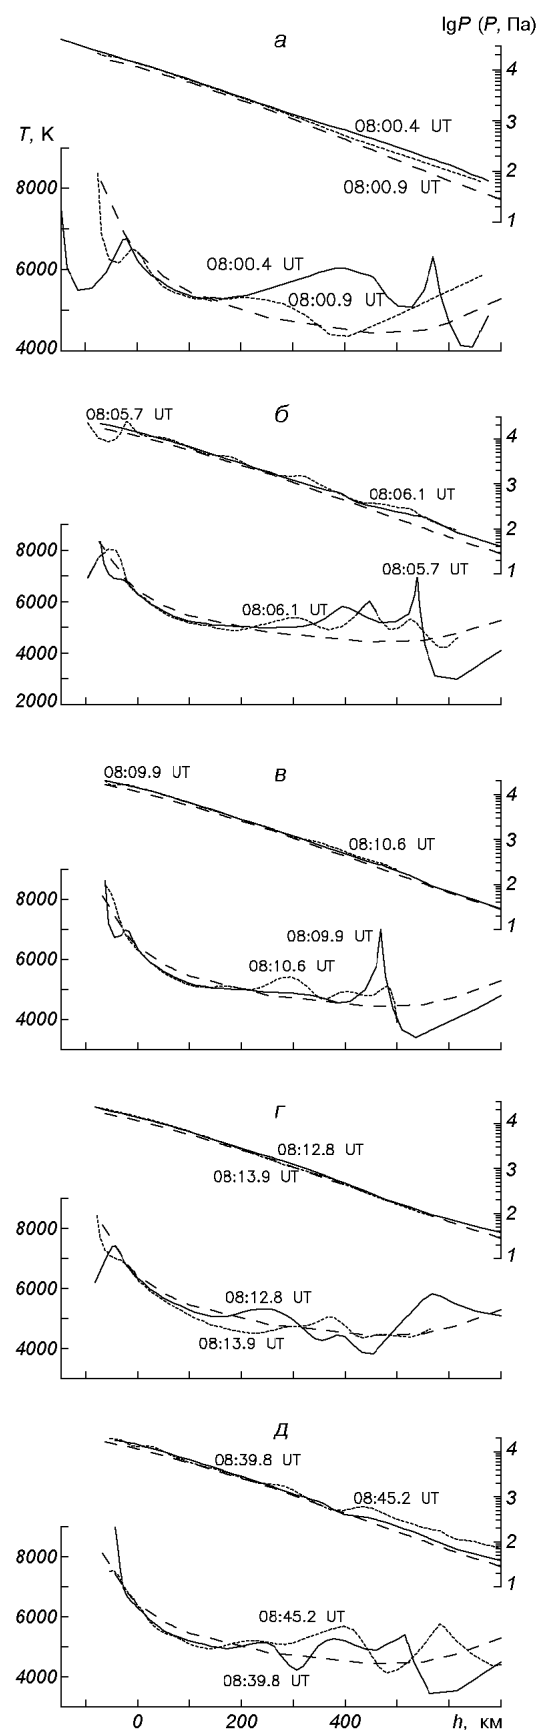 lgP (P, Па)
а
4
3
08:00.4 UT
T, К
2
8000
08:00.9 UT
1
08:00.4 UT
6000
08:00.9 UT
4000
08:05.7 UT
б
4
08:06.1 UT
3
2
8000
08:05.7 UT
1
6000
08:06.1 UT
4000
2000
08:09.9 UT
в
4
08:10.6 UT
3
2
8000
08:09.9 UT
1
6000
08:10.6 UT
4000
г
4
08:12.8 UT
3
08:13.9 UT
2
8000
1
6000
08:12.8 UT
4000
08:13.9 UT
д
4
08:39.8 UT
08:45.2 UT
3
2
8000
1
6000
08:45.2 UT
4000
08:39.8 UT
0 200 400 h, км